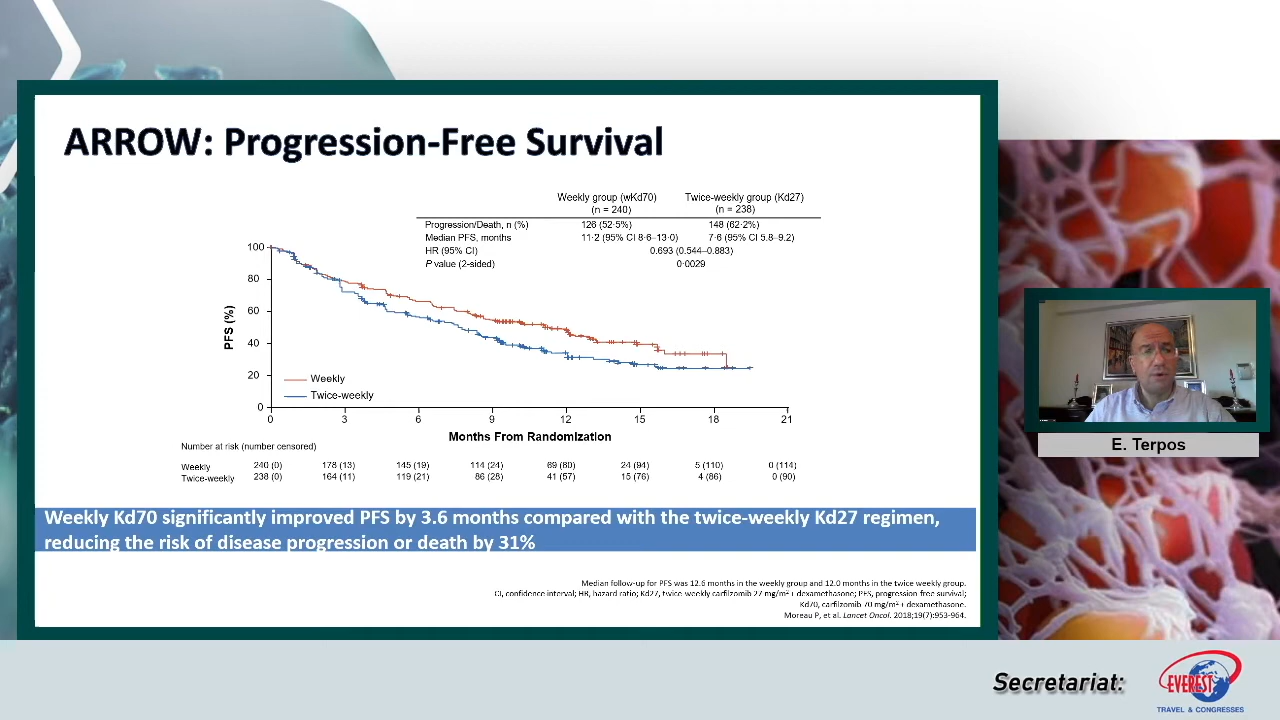 ARROW: Progression-Free Survival
Weekly group (wKd70) Twice-weekly group (Kd27)
(n = 240) (n = 238)
Progression/Death, n (%) 126 (52·5%) 148 (62·2%)
Median PFS, months 11·2 (95% CI 8·6–13·0) 7·6 (95% CI 5.8–9.2)
HR (95% CI) 0.693 (0.544–0.883)
P value (2-sided) 0·0029
PFS (%)
100
80
60
40
20
0
Weekly
Twice-weekly
0 3 6 9 12 15 18 21
Months From Randomization
Number at risk (number censored)
Weekly 240 (0) 178 (13) 145 (19) 114 (24) 69 (60) 24 (94) 5 (110) 0 (114)
Twice-weekly 238 (0) 164 (11) 119 (21) 86 (28) 41 (57) 15 (76) 4 (86) 0 (90)
Weekly Kd70 significantly improved PFS by 3.6 months compared with the twice-weekly Kd27 regimen,
reducing the risk of disease progression or death by 31%
Median follow-up for PFS was 12.6 months in the weekly group and 12.0 months in the twice weekly group.
CI, confidence interval; HR, hazard ratio; Kd27, twice-weekly carfilzomib 27 mg/m² + dexamethasone; PFS, progression-free survival;
Kd70, carfilzomib 70 mg/m² + dexamethasone.
Moreau P, et al. Lancet Oncol. 2018;19(7):953-964.
E. Terpos
Secretariat:
EVEREST
TRAVEL & CONGRESSES